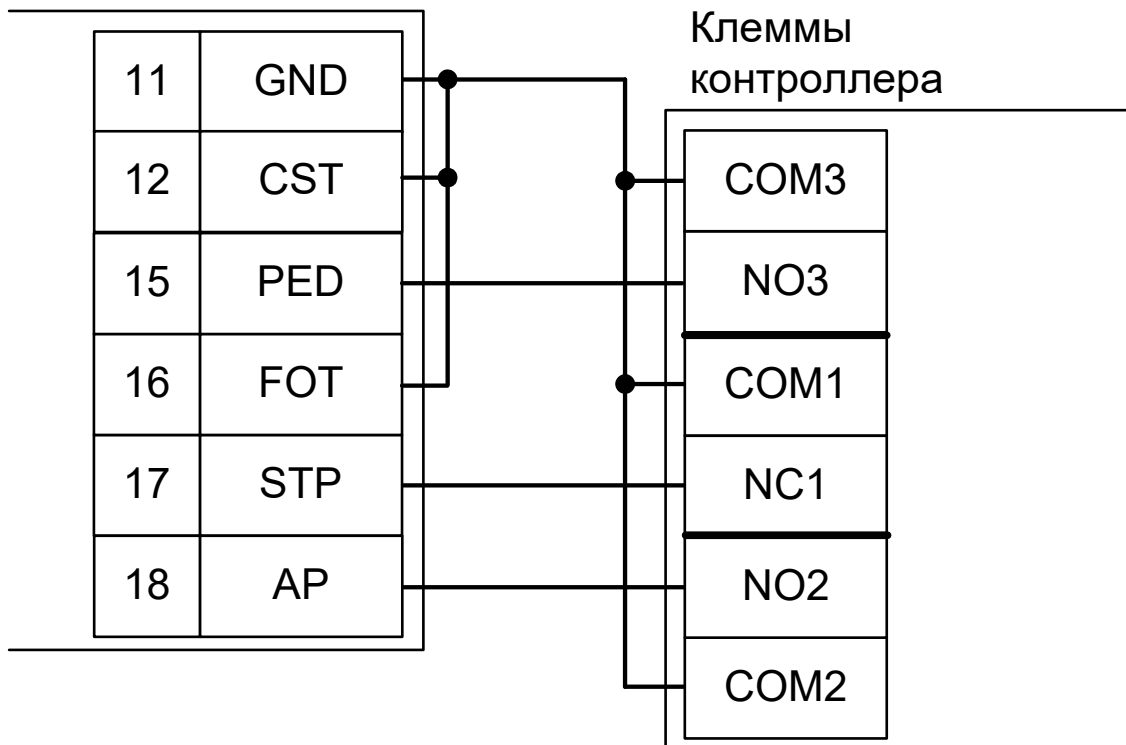 Клеммы
контроллера
11 GND
12 CST
15 PED
16 FOT
17 STP
18 AP
COM3
NO3
COM1
NC1
NO2
COM2